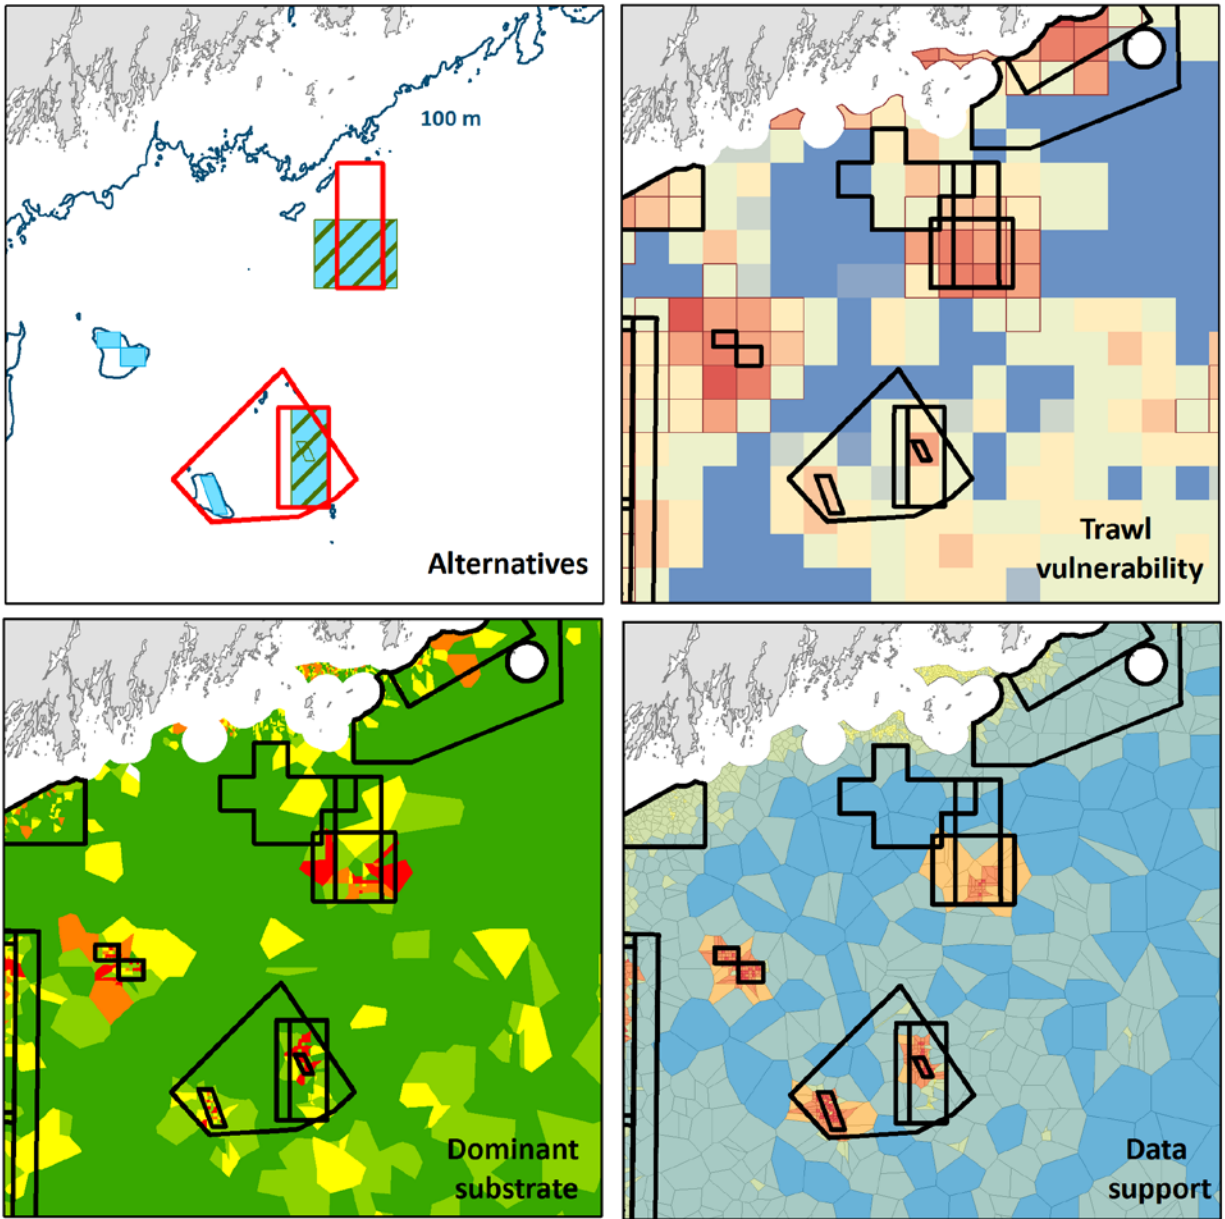 100 m
Alternatives
Trawl
vulnerability
Dominant
substrate
Data
support